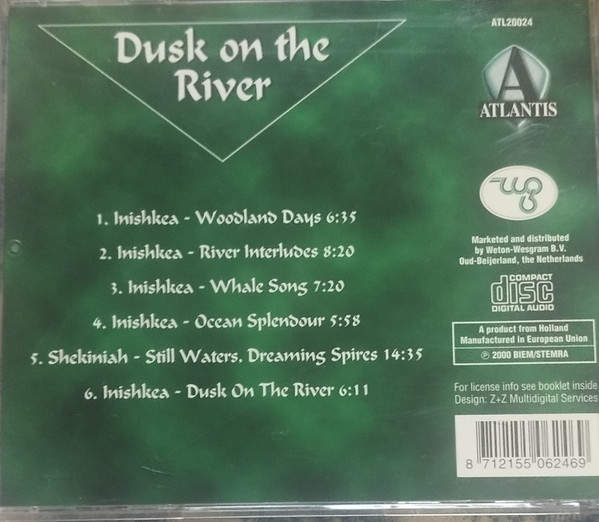 Dusk on the
River
1. Inishkea - Woodland Days 6:35
2. Inishkea - River Interludes 8:20
3. Inishkea - Whale Song 7:20
4. Inishkea - Ocean Splendour 5:58
5. Shekiniah - Still Waters, Dreaming Spires 14:35
6. Inishkea - Dusk On The River 6:11
ATL20024
A
ATLANTIS
wg
Marketed and distributed
by Weton-Wesgram B.V.
Oud-Beijerland, the Netherlands
COMPACT
disc
DIGITAL AUDIO
A product from Holland
Manufactured in European Union
℗ 2000 BIEM/STEMRA
For license info see booklet inside
Design: Z+Z Multidigital Services
8 712155 062469